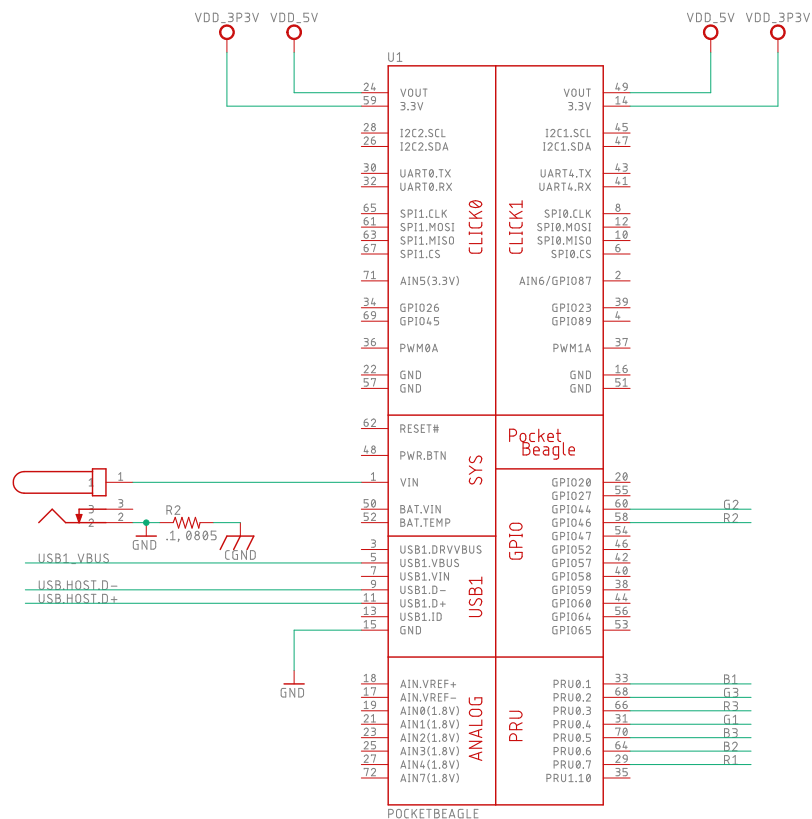 VDD_3P3V VDD_5V VDD_5V VDD_3P3V
U1
24 VOUT VOUT 49
59 3.3V 3.3V 14
28 I2C2.SCL I2C1.SCL 45
26 I2C2.SDA I2C1.SDA 47
30 UART0.TX UART4.TX 43
32 UART0.RX UART4.RX 41
65 SPI1.CLK SPI0.CLK 8
61 SPI1.MOSI SPI0.MOSI 12
63 SPI1.MISO SPI0.MISO 10
67 SPI1.CS SPI0.CS 6
CLICK0 CLICK1
71 AIN5(3.3V) AIN6/GPIO87 2
34 GPIO26 GPIO23 39
69 GPIO45 GPIO89 4
36 PWM0A PWM1A 37
22 GND GND 16
57 GND GND 51
62 RESET#
Pocket
Beagle
48 PWR.BTN
SYS
1 1 1 VIN GPIO20 20
GPIO27 55
3 3 50 BAT.VIN GPIO44 60 G2
2 2 R2 52 BAT.TEMP GPIO46 58 R2
.1, 0805
GND CGND
GPIO47 54
GPIO
3 USB1.DRVVBUS GPIO52 46
USB1_VBUS 5 USB1.VBUS GPIO57 42
7 USB1.VIN GPIO58 40
USB.HOST.D- 9 USB1.D- GPIO59 38
USB.HOST.D+ 11 USB1.D+ GPIO60 44
USB1
13 USB1.ID GPIO64 56
15 GND GPIO65 53
GND
18 AIN.VREF+ PRU0.1 33 B1
17 AIN.VREF- PRU0.2 68 G3
19 AIN0(1.8V) PRU0.3 66 R3
21 AIN1(1.8V) PRU0.4 31 G1
23 AIN2(1.8V) PRU0.5 70 B3
25 AIN3(1.8V) PRU0.6 64 B2
27 AIN4(1.8V) PRU0.7 29 R1
72 AIN7(1.8V) PRU1.10 35
ANALOG PRU
POCKETBEAGLE